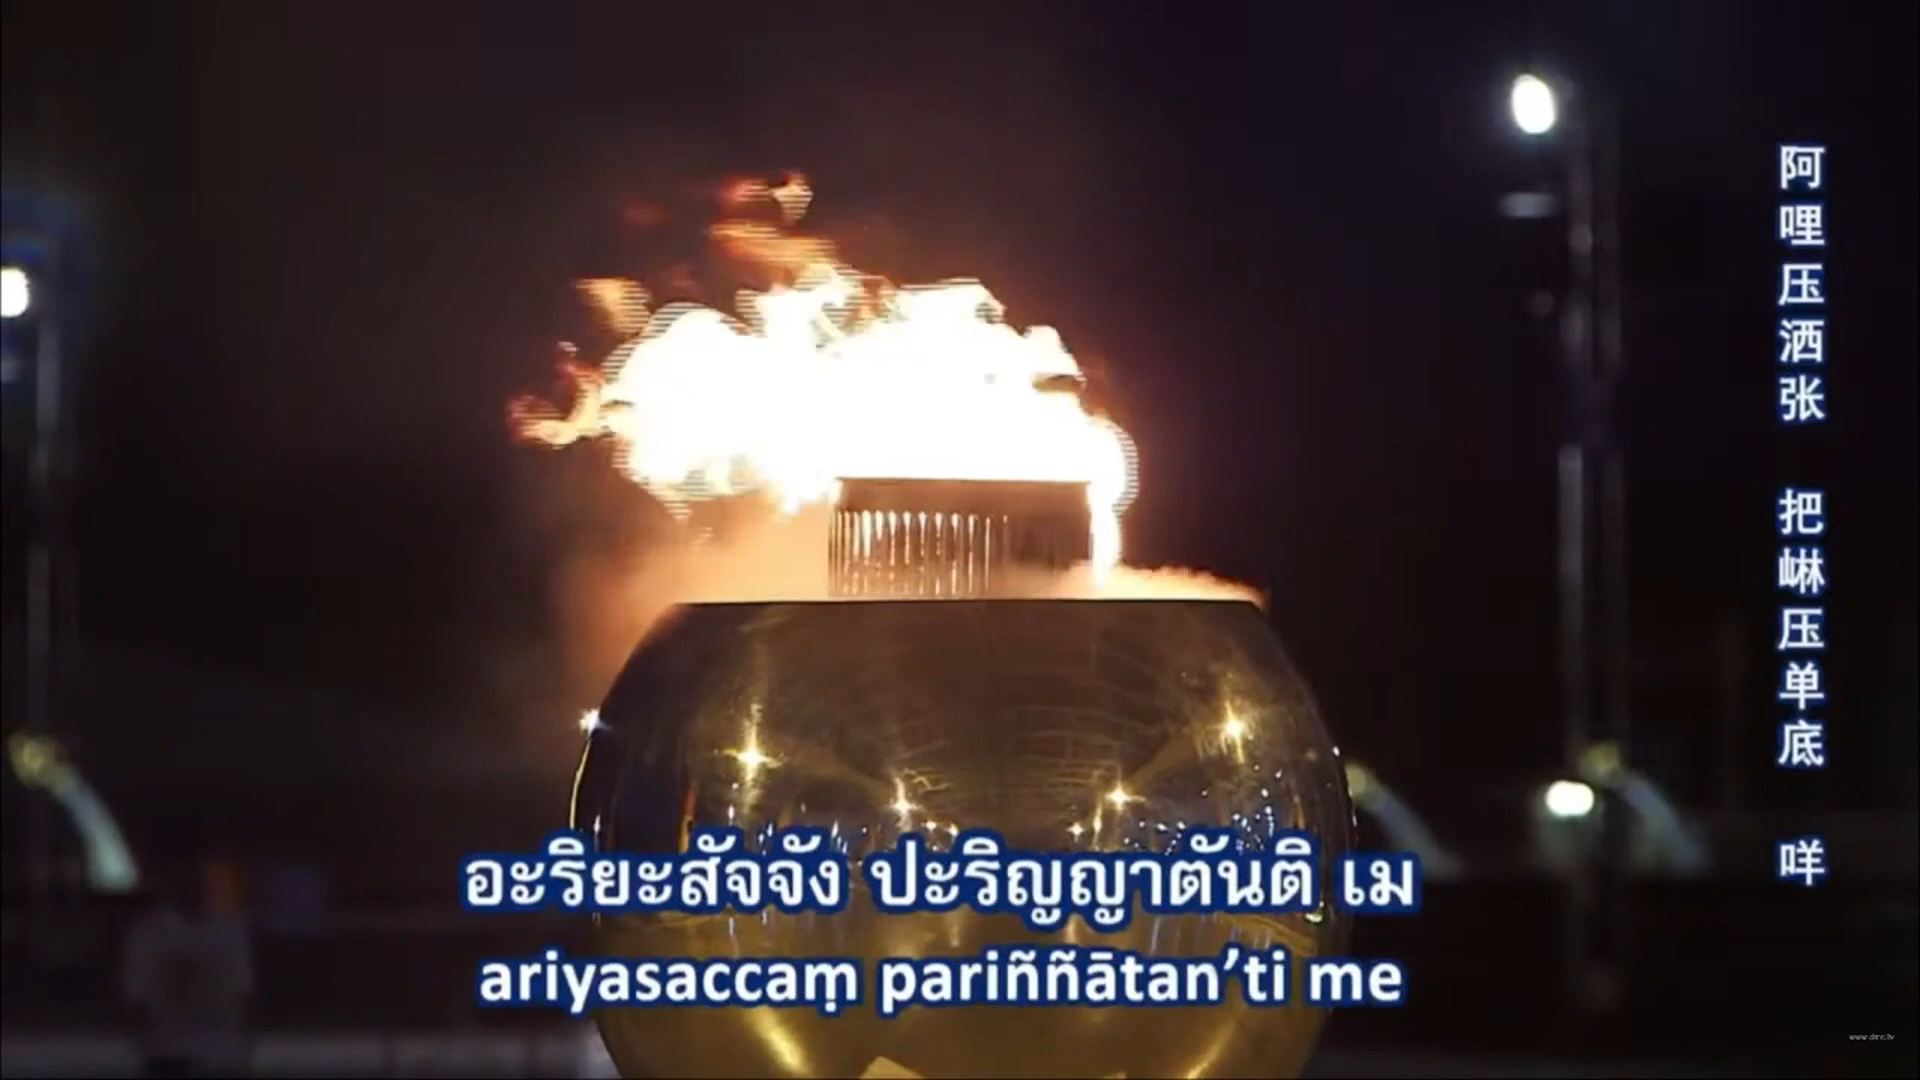 阿哩压洒张 把㟳压单底 咩
อะริยะสัจจัง ปะริญญาตันติ เม
ariyasaccaṃ pariññātan’ti me